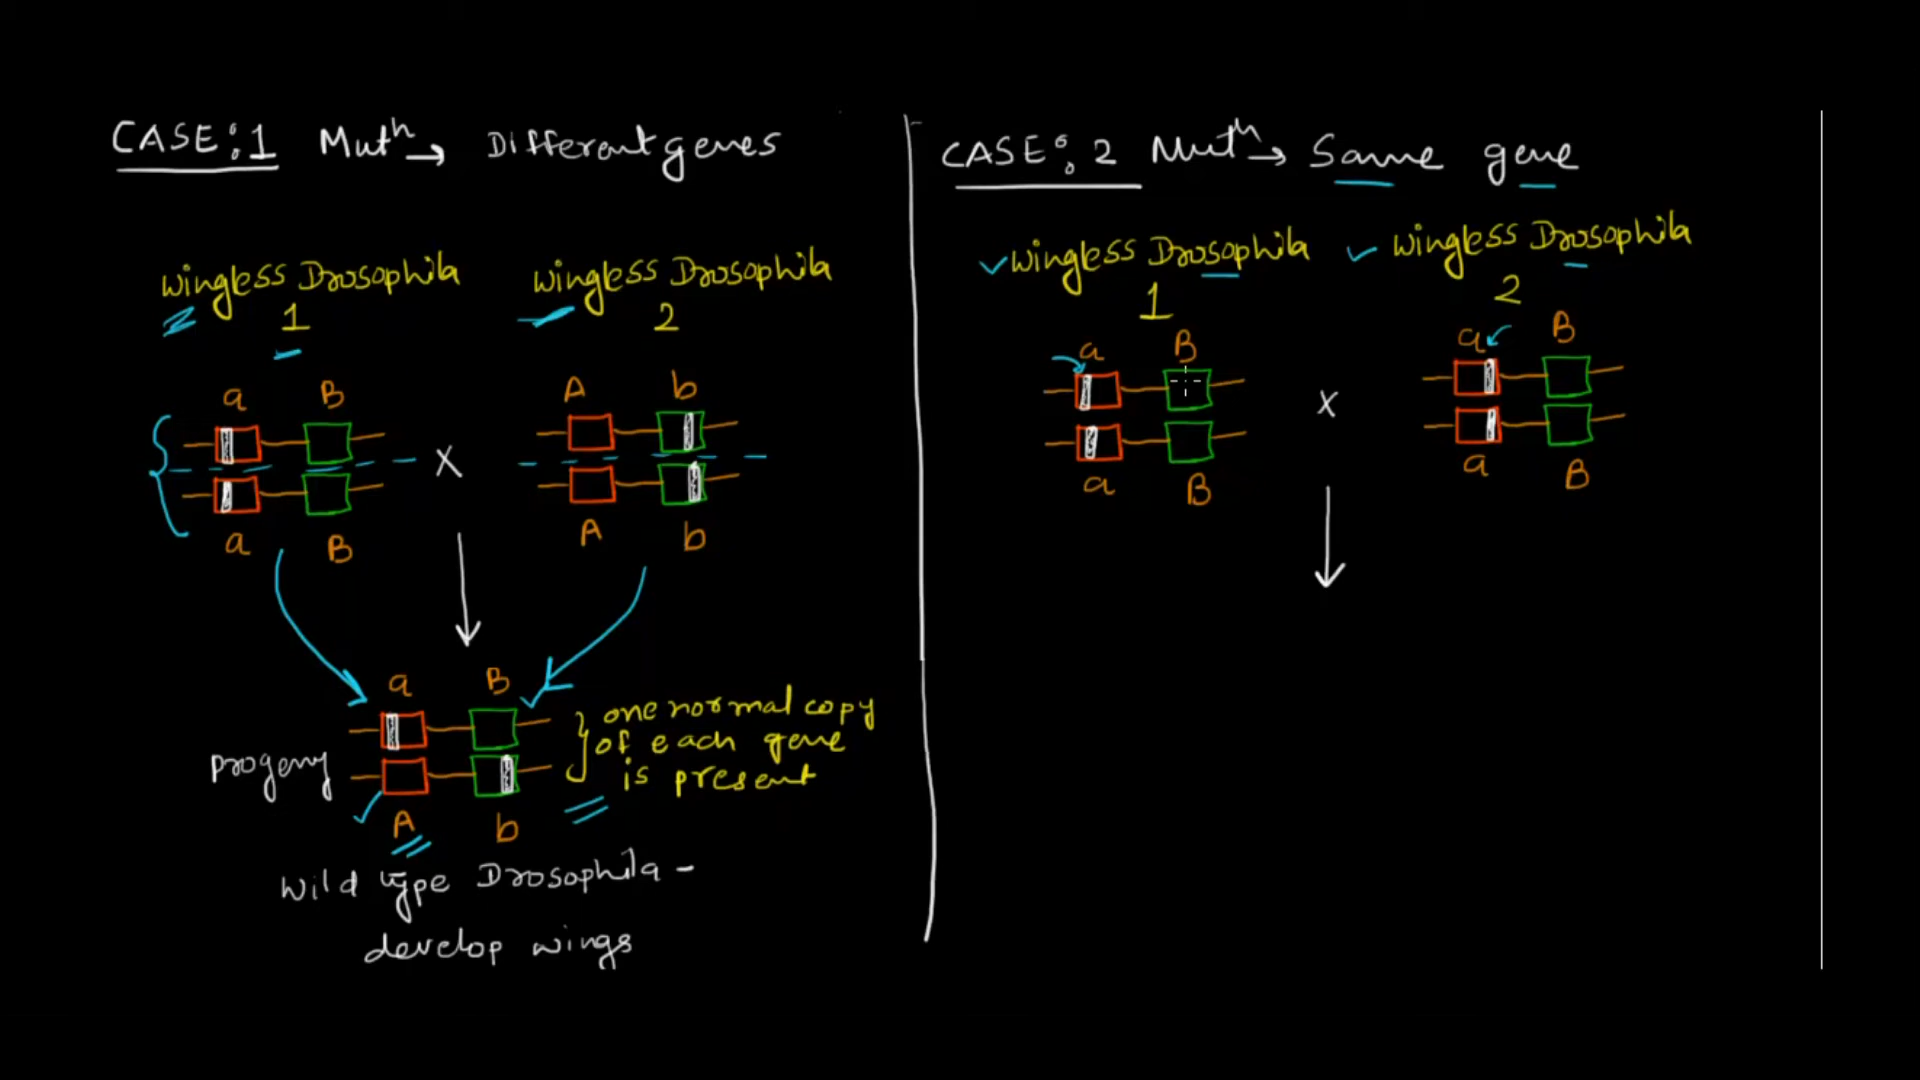 CASE:1 Mutⁿ→ Different genes
wingless Drosophila
1
wingless Drosophila
2
a B
a B
X
A b
A b
progeny
a B
A b
one normal copy
of each gene
is present
Wild type Drosophila -
develop wings
CASE:2 Mutⁿ→ Same gene
wingless Drosophila
1
wingless Drosophila
2
a B
a B
X
a B
a B